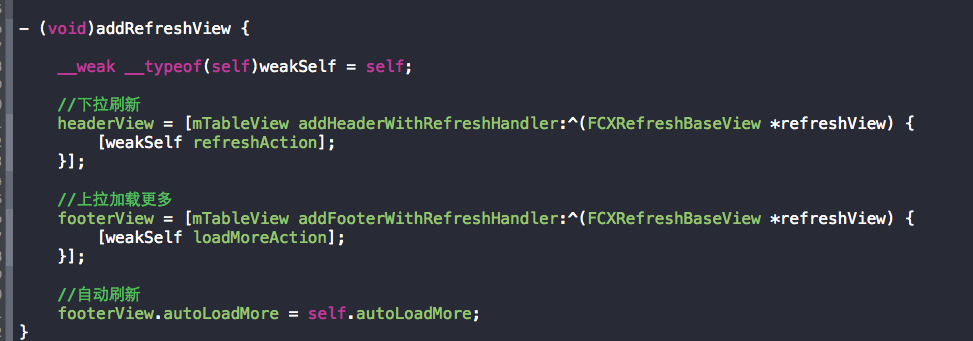 - (void)addRefreshView {
__weak __typeof(self)weakSelf = self;
//下拉刷新
headerView = [mTableView addHeaderWithRefreshHandler:^(FCXRefreshBaseView *refreshView) {
[weakSelf refreshAction];
}];
//上拉加载更多
footerView = [mTableView addFooterWithRefreshHandler:^(FCXRefreshBaseView *refreshView) {
[weakSelf loadMoreAction];
}];
//自动刷新
footerView.autoLoadMore = self.autoLoadMore;
}